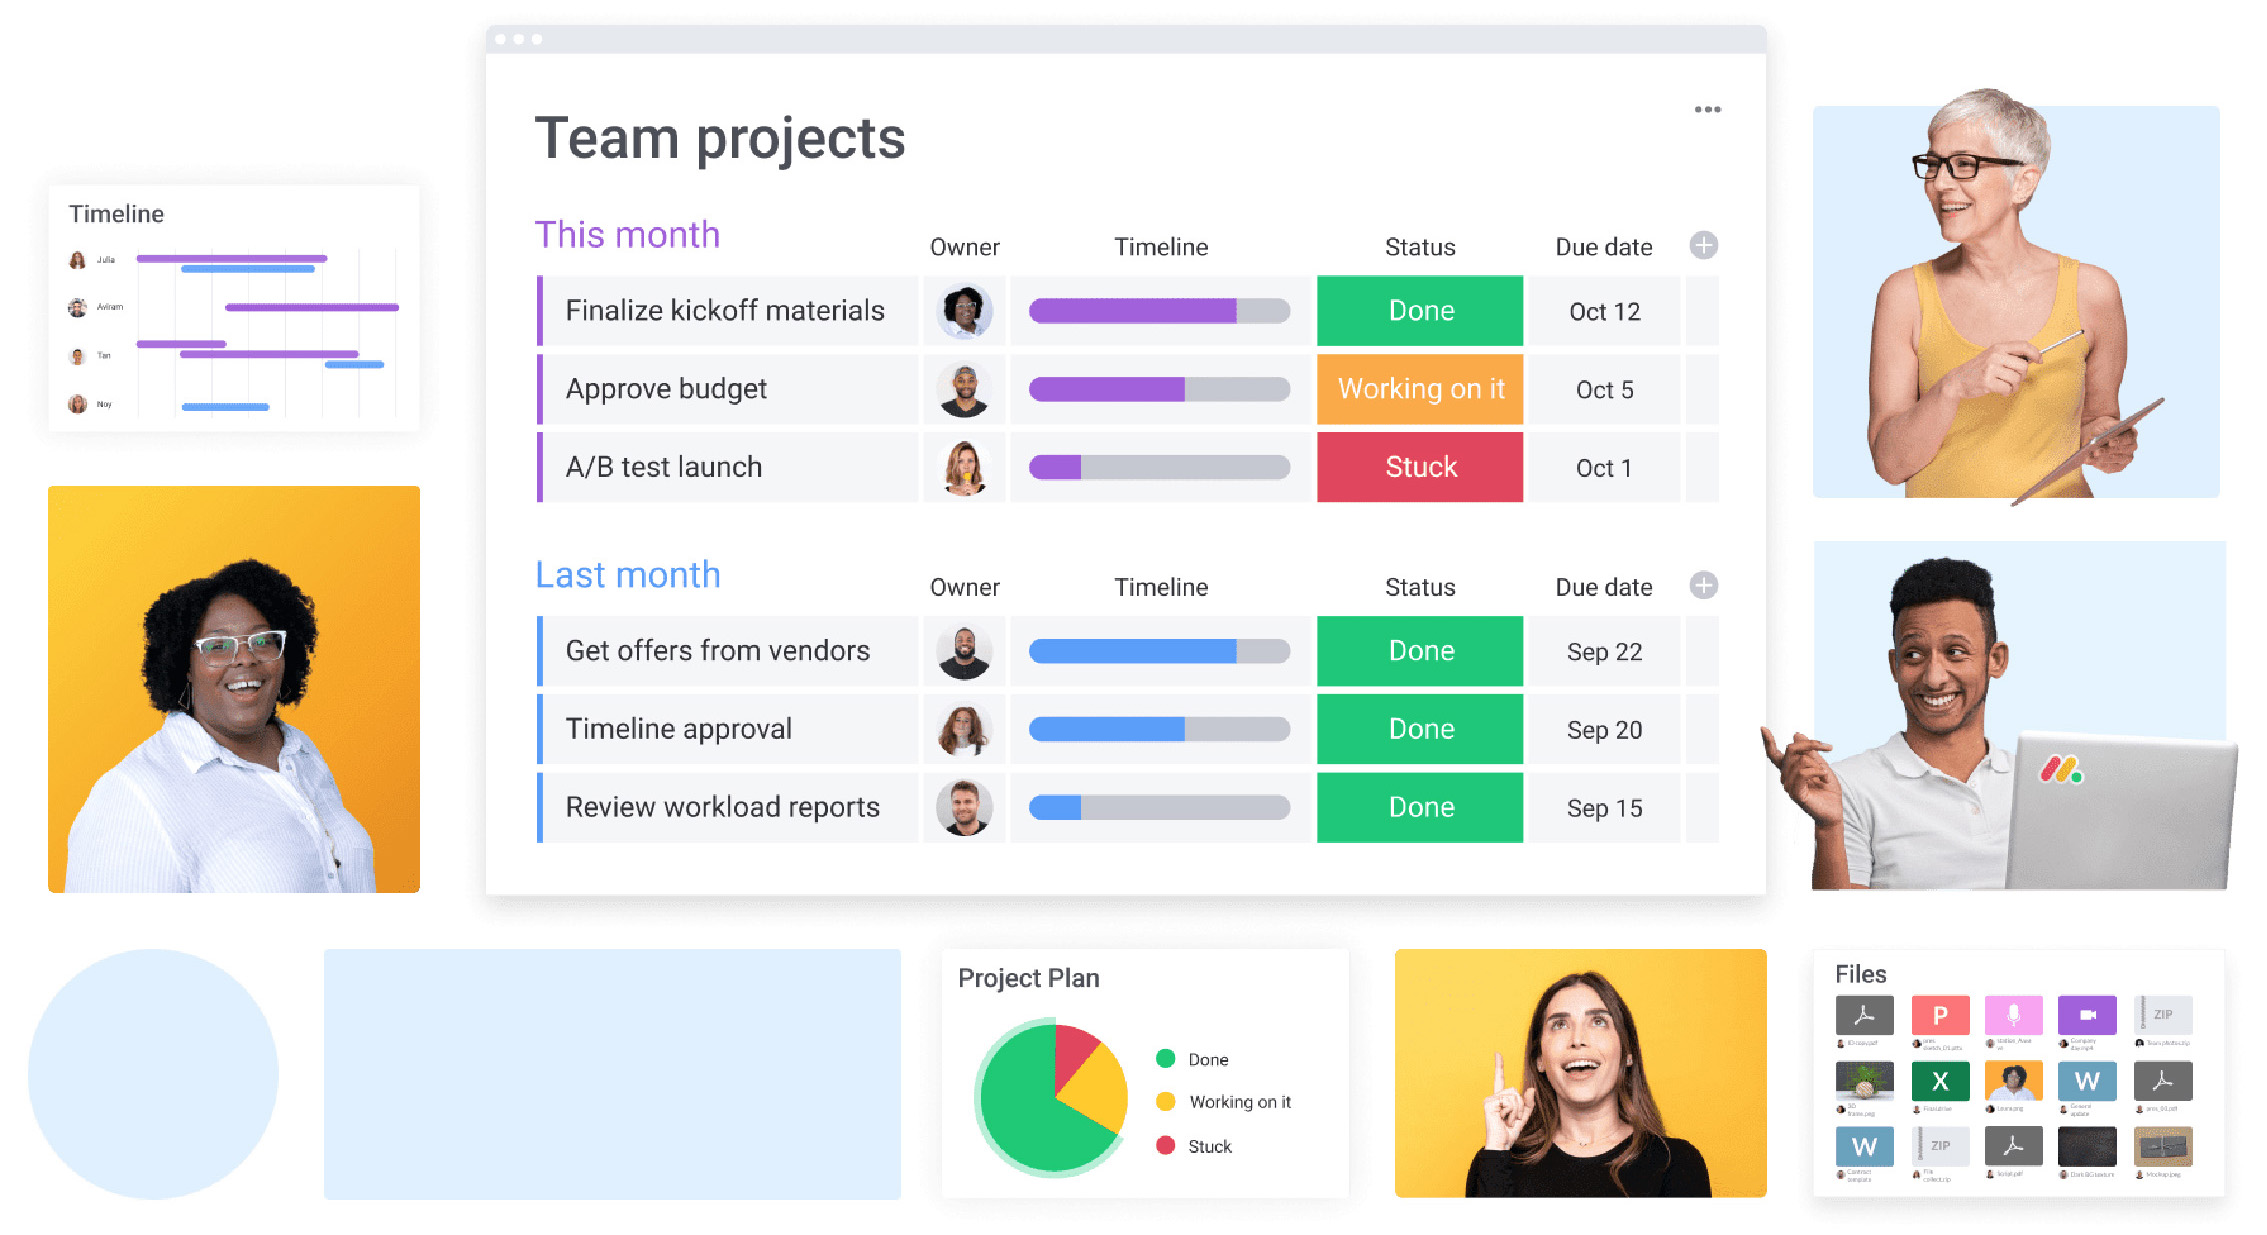 Team projects
This month
Owner Timeline Status Due date
Finalize kickoff materials Done Oct 12
Approve budget Working on it Oct 5
A/B test launch Stuck Oct 1
Last month
Owner Timeline Status Due date
Get offers from vendors Done Sep 22
Timeline approval Done Sep 20
Review workload reports Done Sep 15
Timeline
Julia
Aviram
Tan
Noy
Project Plan
Done
Working on it
Stuck
Files
P
ZIP
X
W
W
ZIP